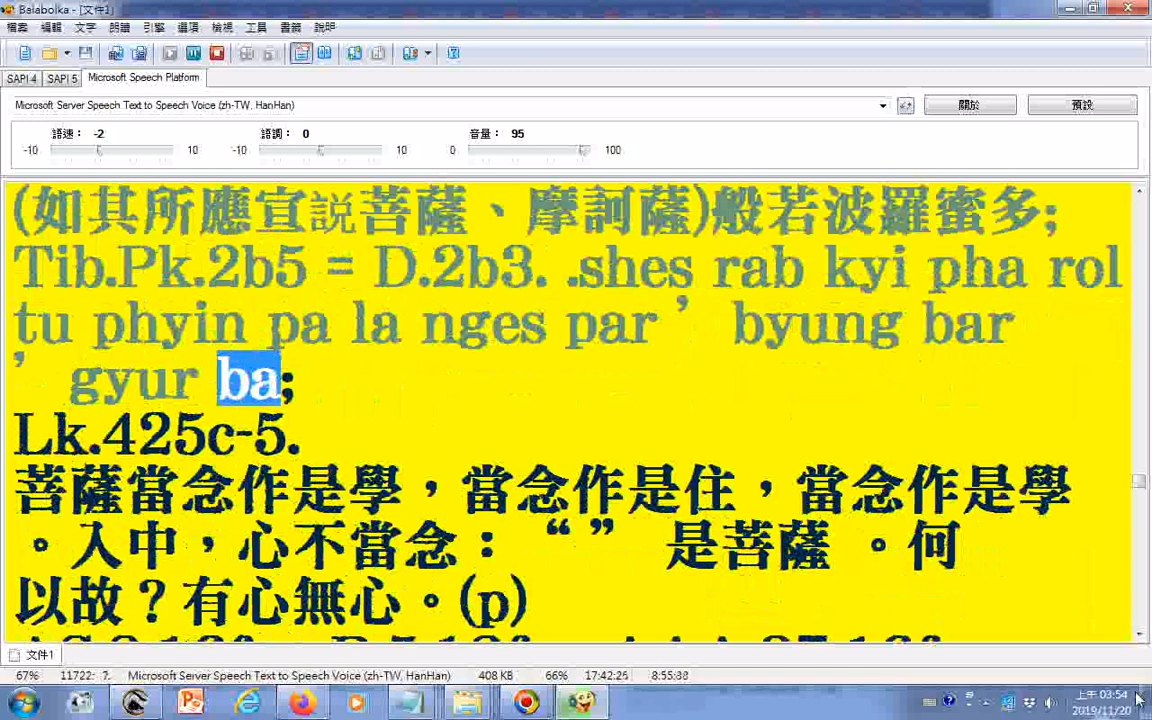 Balabolka - [文件1]
檔案 編輯 文字 朗讀 引擎 選項 檢視 工具 書籤 說明
SAPI 4 SAPI 5 Microsoft Speech Platform
Microsoft Server Speech Text to Speech Voice (zh-TW, HanHan) 關於 預設
語速： -2 語調： 0 音量： 95
-10 10 -10 10 0 100
(如其所應宣説菩薩、摩訶薩)般若波羅蜜多;
Tib.Pk.2b5 = D.2b3. .shes rab kyi pha rol
tu phyin pa la nges par ’ byung bar
’ gyur ba;
Lk.425c-5.
菩薩當念作是學，當念作是住，當念作是學
。入中，心不當念：“ ” 是菩薩 。何
以故？有心無心。(p)
文件1
67% 11722: 7. Microsoft Server Speech Text to Speech Voice (zh-TW, HanHan) 408 KB 66% 17:42:26 8:55:38
上午 03:54
2019/11/20